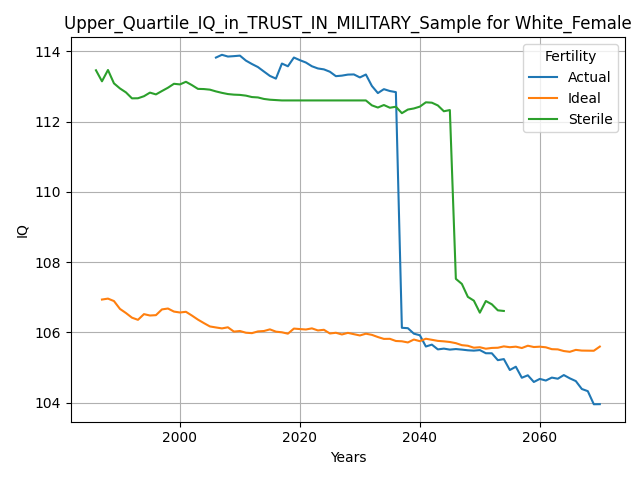 Upper_Quartile_IQ_in_TRUST_IN_MILITARY_Sample for White_Female
Fertility
Actual
Ideal
Sterile
IQ
114
112
110
108
106
104
2000
2020
2040
2060
Years